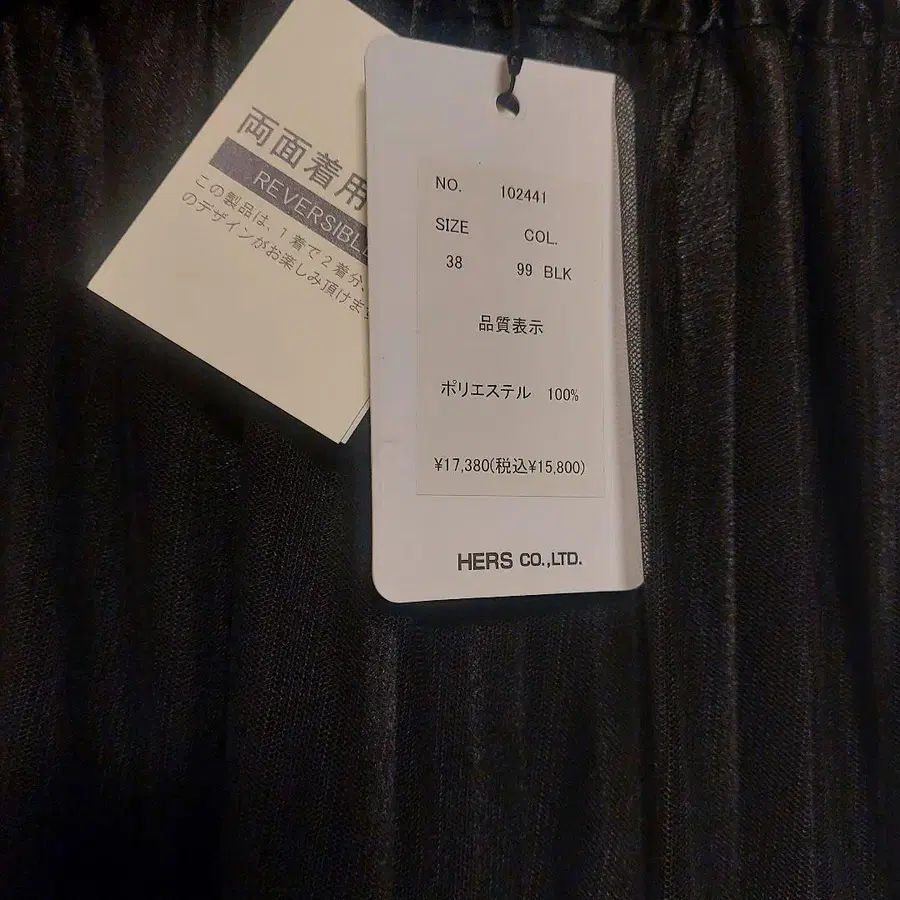 両面着用
REVERSIBLE
この製品は、1着で2着分、
のデザインがお楽しみ頂けます
NO. 102441
SIZE COL.
38 99 BLK
品質表示
ポリエステル 100%
¥17,380(税込¥15,800)
HERS CO.,LTD.